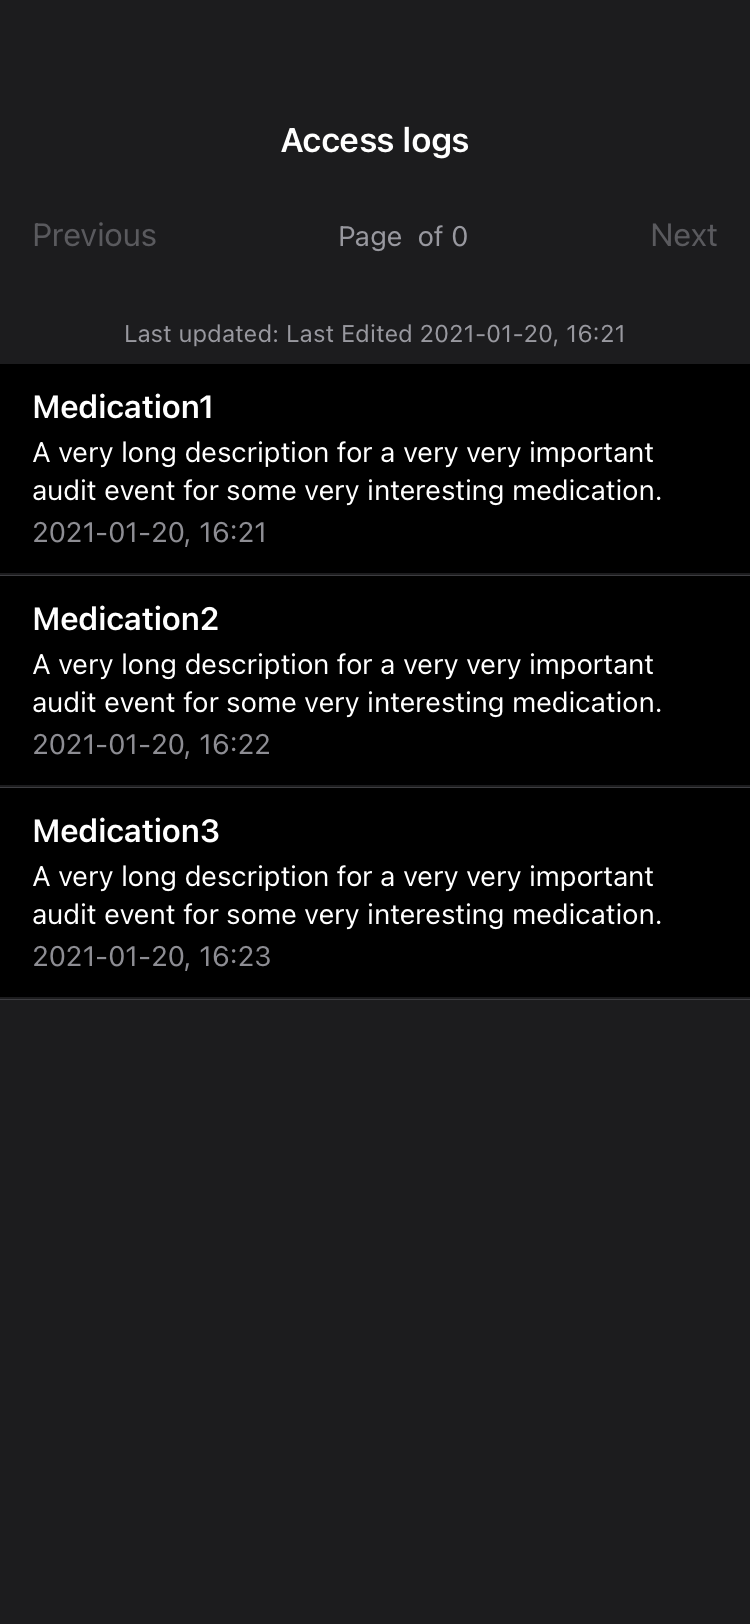 Access logs
Previous
Page  of 0
Next
Last updated: Last Edited 2021-01-20, 16:21
Medication1
A very long description for a very very important
audit event for some very interesting medication.
2021-01-20, 16:21
Medication2
A very long description for a very very important
audit event for some very interesting medication.
2021-01-20, 16:22
Medication3
A very long description for a very very important
audit event for some very interesting medication.
2021-01-20, 16:23